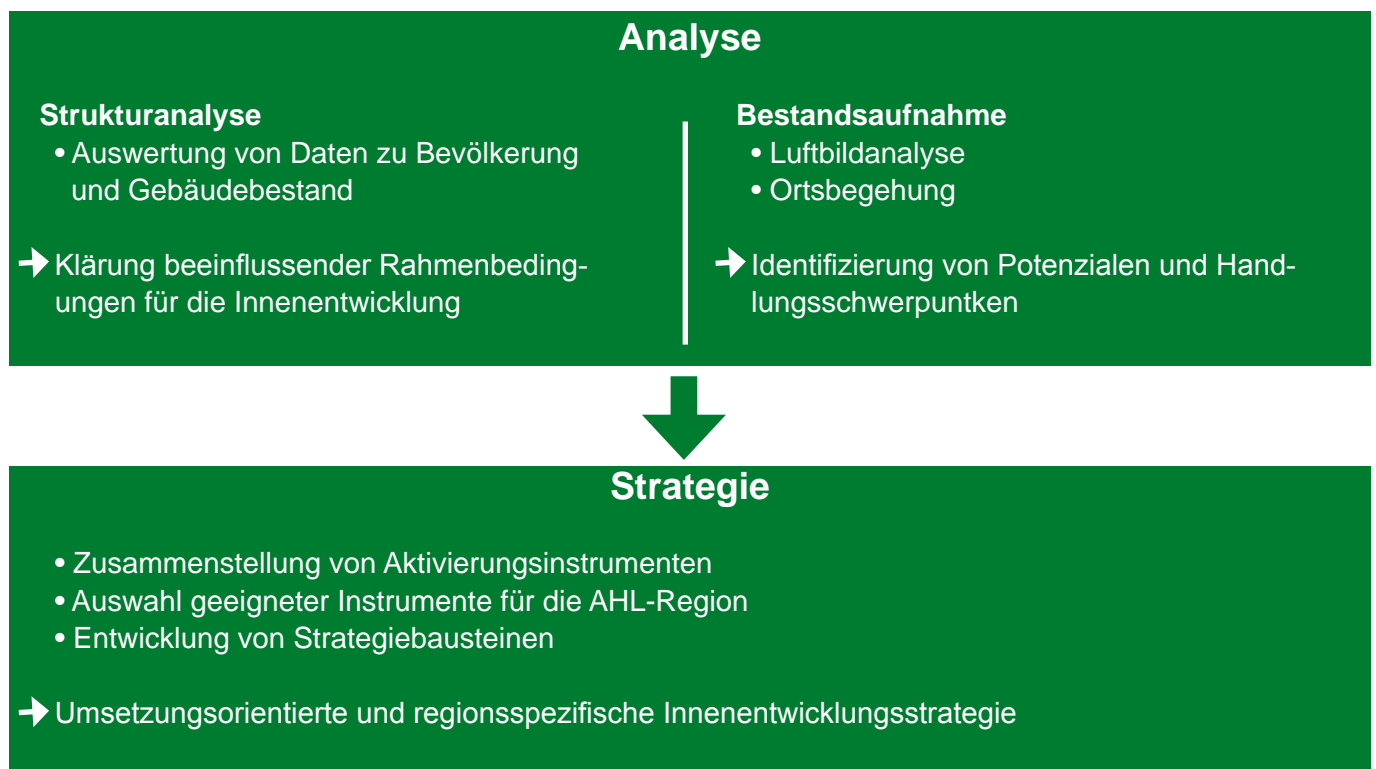 Analyse
Strukturanalyse
• Auswertung von Daten zu Bevölkerung
und Gebäudebestand
Klärung beeinflussender Rahmenbeding-
ungen für die Innenentwicklung
Bestandsaufnahme
• Luftbildanalyse
• Ortsbegehung
Identifizierung von Potenzialen und Hand-
lungsschwerpuntken
Strategie
• Zusammenstellung von Aktivierungsinstrumenten
• Auswahl geeigneter Instrumente für die AHL-Region
• Entwicklung von Strategiebausteinen
Umsetzungsorientierte und regionsspezifische Innenentwicklungsstrategie